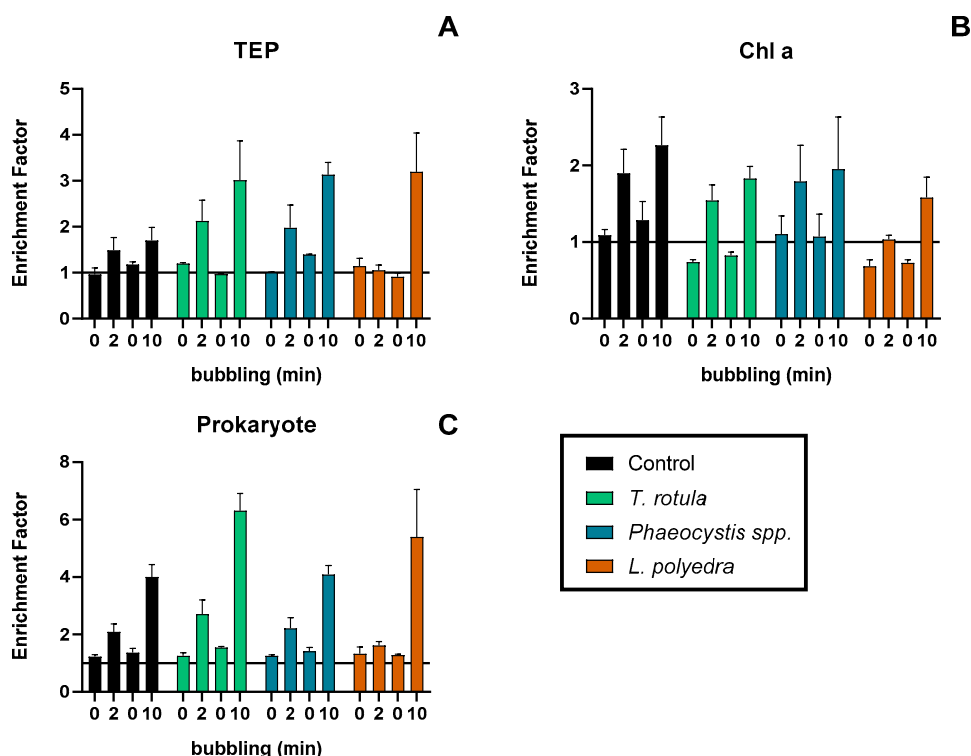 A
TEP
Enrichment Factor
5
4
3
2
1
0
0 2 0 10 0 2 0 10 0 2 0 10 0 2 0 10
bubbling (min)
B
Chl a
Enrichment Factor
3
2
1
0
0 2 0 10 0 2 0 10 0 2 0 10 0 2 0 10
bubbling (min)
C
Prokaryote
Enrichment Factor
8
6
4
2
0
0 2 0 10 0 2 0 10 0 2 0 10 0 2 0 10
bubbling (min)
Control
T. rotula
Phaeocystis spp.
L. polyedra